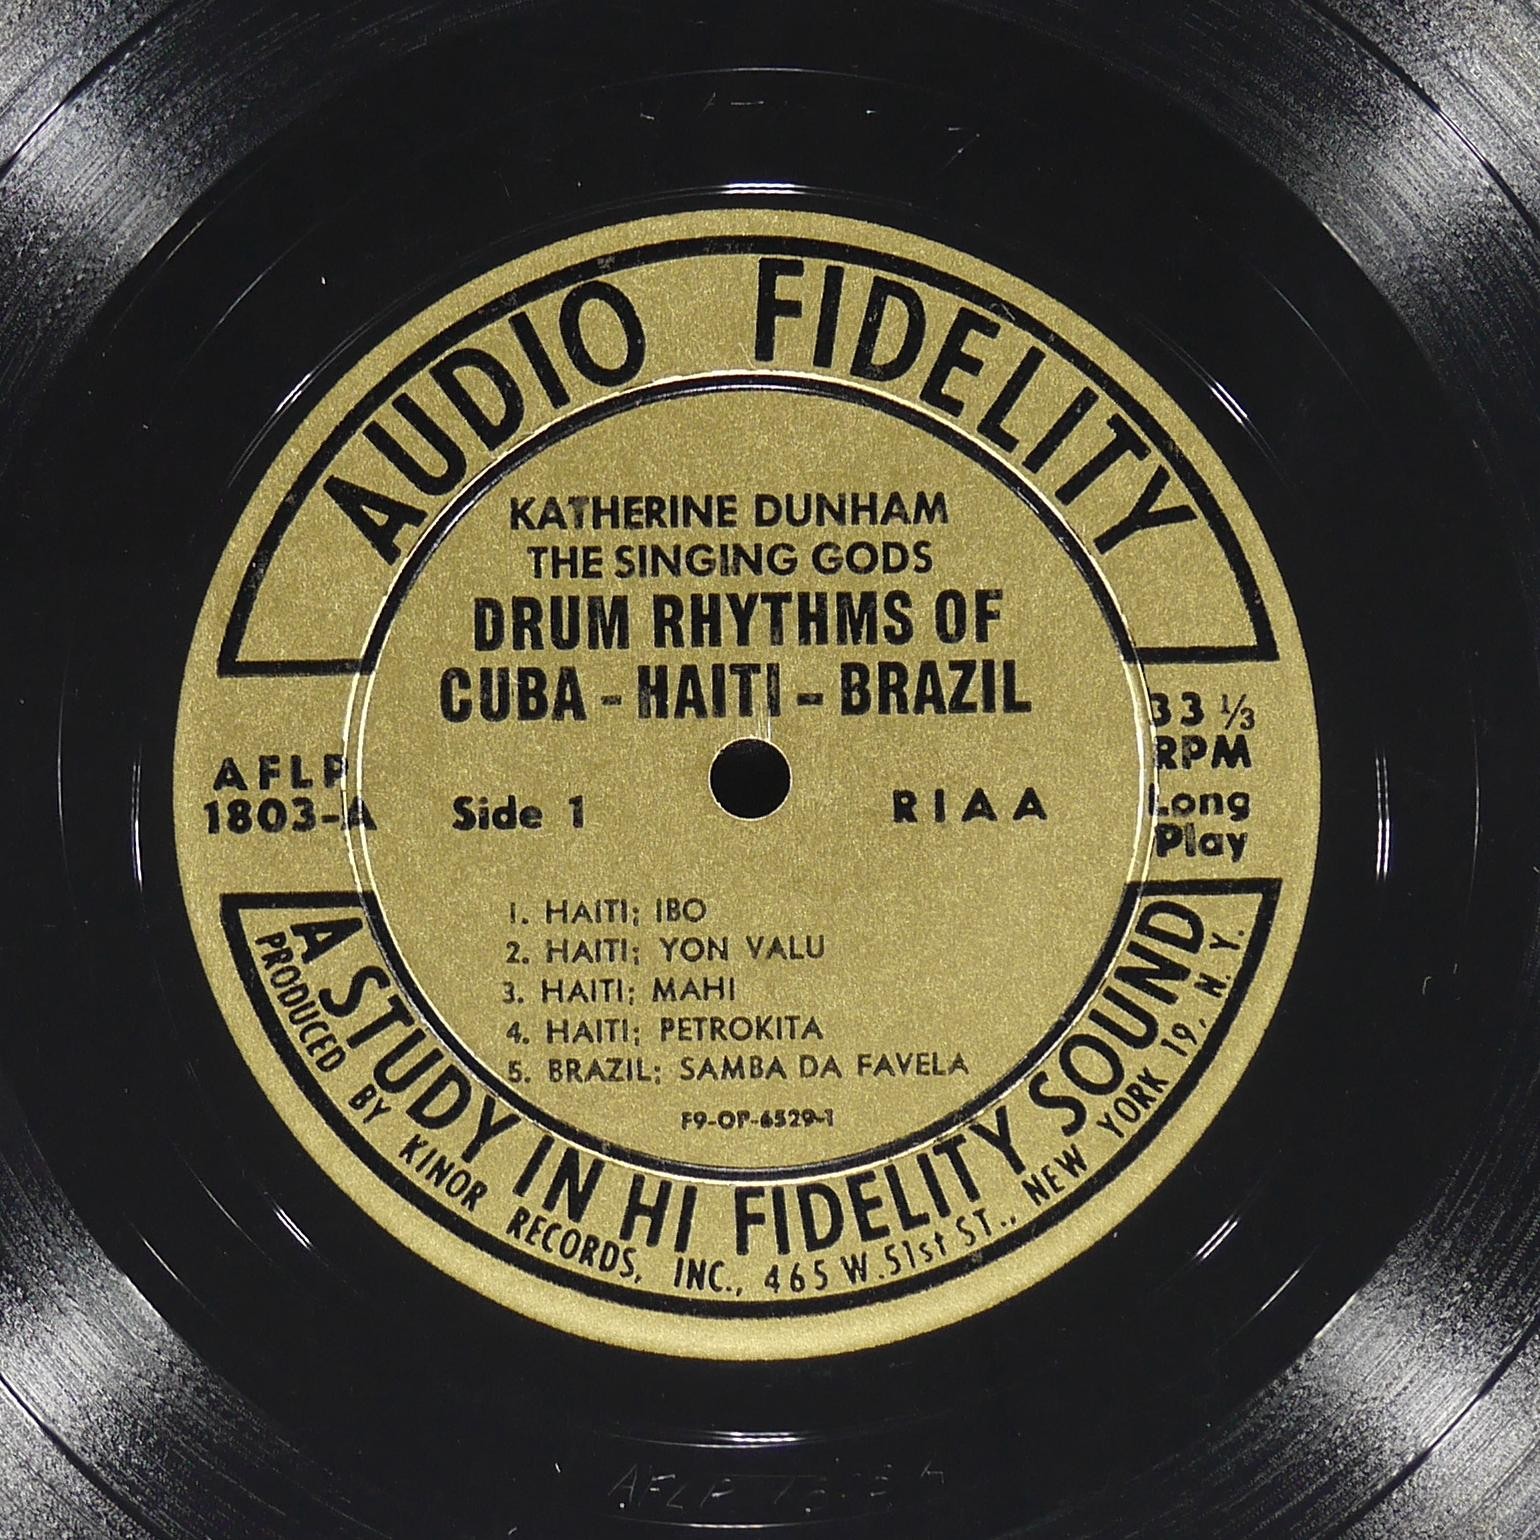 AUDIO FIDELITY
KATHERINE DUNHAM
THE SINGING GODS
DRUM RHYTHMS OF
CUBA - HAITI - BRAZIL
AFLP
1803-A
Side 1
RIAA
33 ⅓
RPM
Long
Play
1. HAITI; IBO
2. HAITI; YON VALU
3. HAITI; MAHI
4. HAITI; PETROKITA
5. BRAZIL; SAMBA DA FAVELA
F9-OP-6529-1
A STUDY IN HI FIDELITY SOUND
PRODUCED BY KINOR RECORDS, INC., 465 W. 51st ST., NEW YORK 19, N. Y.